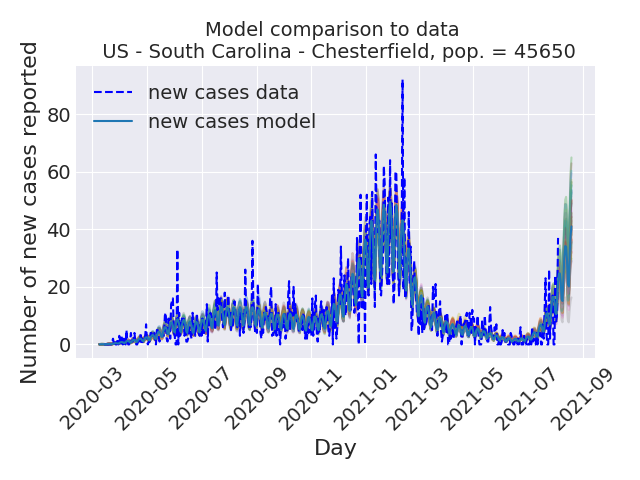 Model comparison to data
US - South Carolina - Chesterfield, pop. = 45650
Number of new cases reported
80
60
40
20
0
new cases data
new cases model
2020-03
2020-05
2020-07
2020-09
2020-11
2021-01
2021-03
2021-05
2021-07
2021-09
Day